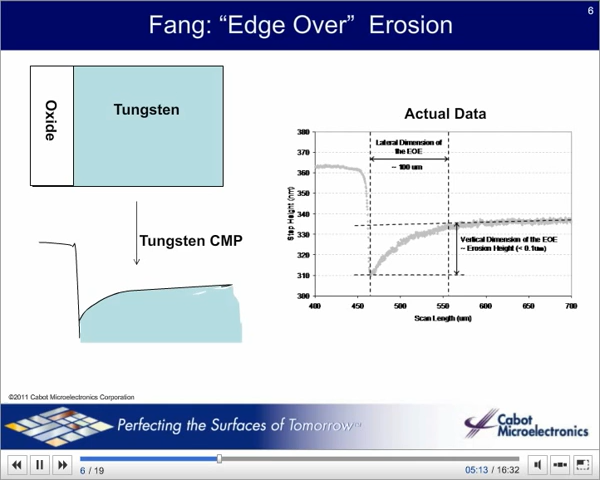 6
Fang: “Edge Over” Erosion
Oxide
Tungsten
Tungsten CMP
Actual Data
380
370
360
350
340
330
320
310
300
Step Height (nm)
Lateral Dimension of
the EOE
~ 100 um
Vertical Dimension of the EOE
~ Erosion Height (< 0.1um)
400
450
500
550
600
650
700
Scan Length (um)
©2011 Cabot Microelectronics Corporation
Perfecting the Surfaces of Tomorrow™
Cabot
Microelectronics
6 / 19
05:13 / 16:32